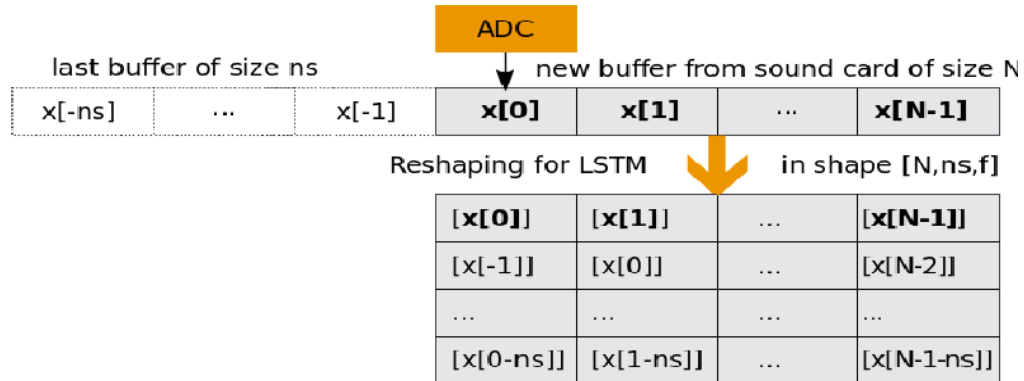 ADC
last buffer of size ns
new buffer from sound card of size N
x[-ns] ... x[-1] x[0] x[1] ... x[N-1]
Reshaping for LSTM in shape [N,ns,f]
[x[0]] [x[1]] ... [x[N-1]]
[x[-1]] [x[0]] ... [x[N-2]]
... ... ... ...
[x[0-ns]] [x[1-ns]] ... [x[N-1-ns]]